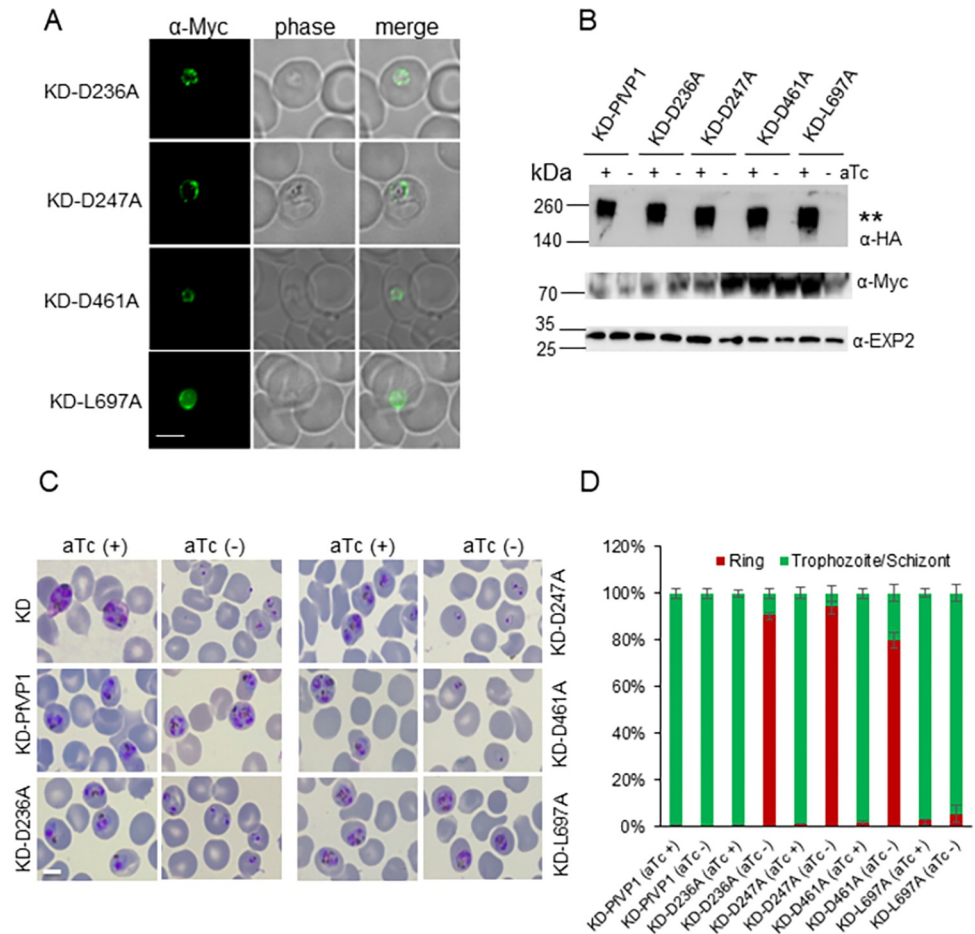 A
α-Myc phase merge
KD-D236A
KD-D247A
KD-D461A
KD-L697A
B
KD-PfVP1 KD-D236A KD-D247A KD-D461A KD-L697A
kDa + - + - + - + - + - aTc
260
**
140
α-HA
70
α-Myc
35
25
α-EXP2
C
aTc (+) aTc (-) aTc (+) aTc (-)
KD
KD-D247A
KD-PfVP1
KD-D461A
KD-D236A
KD-L697A
D
120%
Ring Trophozoite/Schizont
100%
80%
60%
40%
20%
0%
KD-PfVP1 (aTc +)
KD-PfVP1 (aTc -)
KD-D236A (aTc +)
KD-D236A (aTc -)
KD-D247A (aTc +)
KD-D247A (aTc -)
KD-D461A (aTc +)
KD-D461A (aTc -)
KD-L697A (aTc +)
KD-L697A (aTc -)